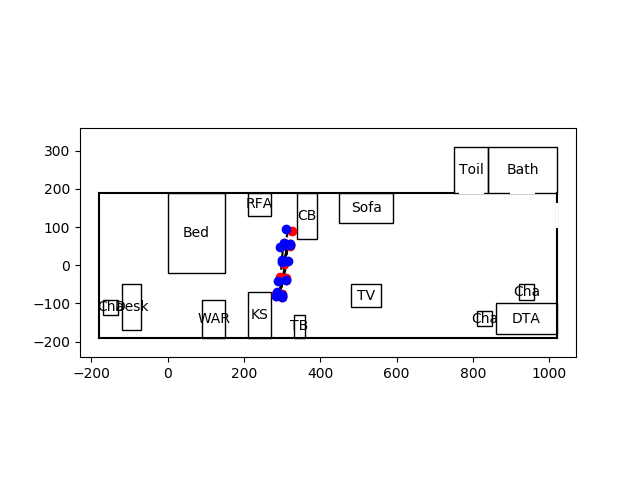 300
200
100
0
−100
−200
−200
0
200
400
600
800
1000
Toil
Bath
RFA
CB
Sofa
Bed
Cha
Desk
WAR
KS
TB
TV
Cha
Cha
DTA